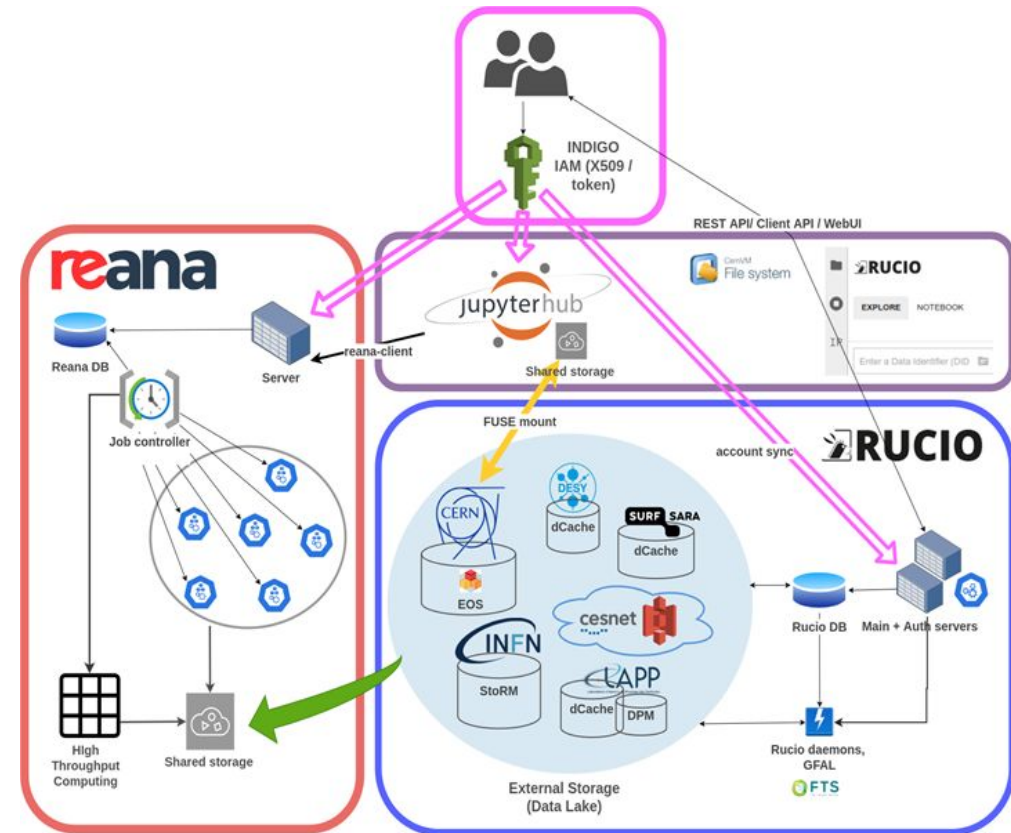 INDIGO
IAM (X509 /
token)
REST API/ Client API / WebUI
reana
Reana DB
Server
Job controller
HIgh
Throughput
Computing
Shared storage
jupyterhub
reana-client
Shared storage
CernVM
File system
RUCIO
EXPLORE NOTEBOOK
IP
Enter a Data Identifier (DID
FUSE mount
account sync
RUCIO
CERN
EOS
DESY
dCache
SURF SARA
dCache
cesnet
INFN
StoRM
LAPP
dCache
DPM
External Storage
(Data Lake)
Rucio DB
Main + Auth servers
Rucio daemons,
GFAL
FTS